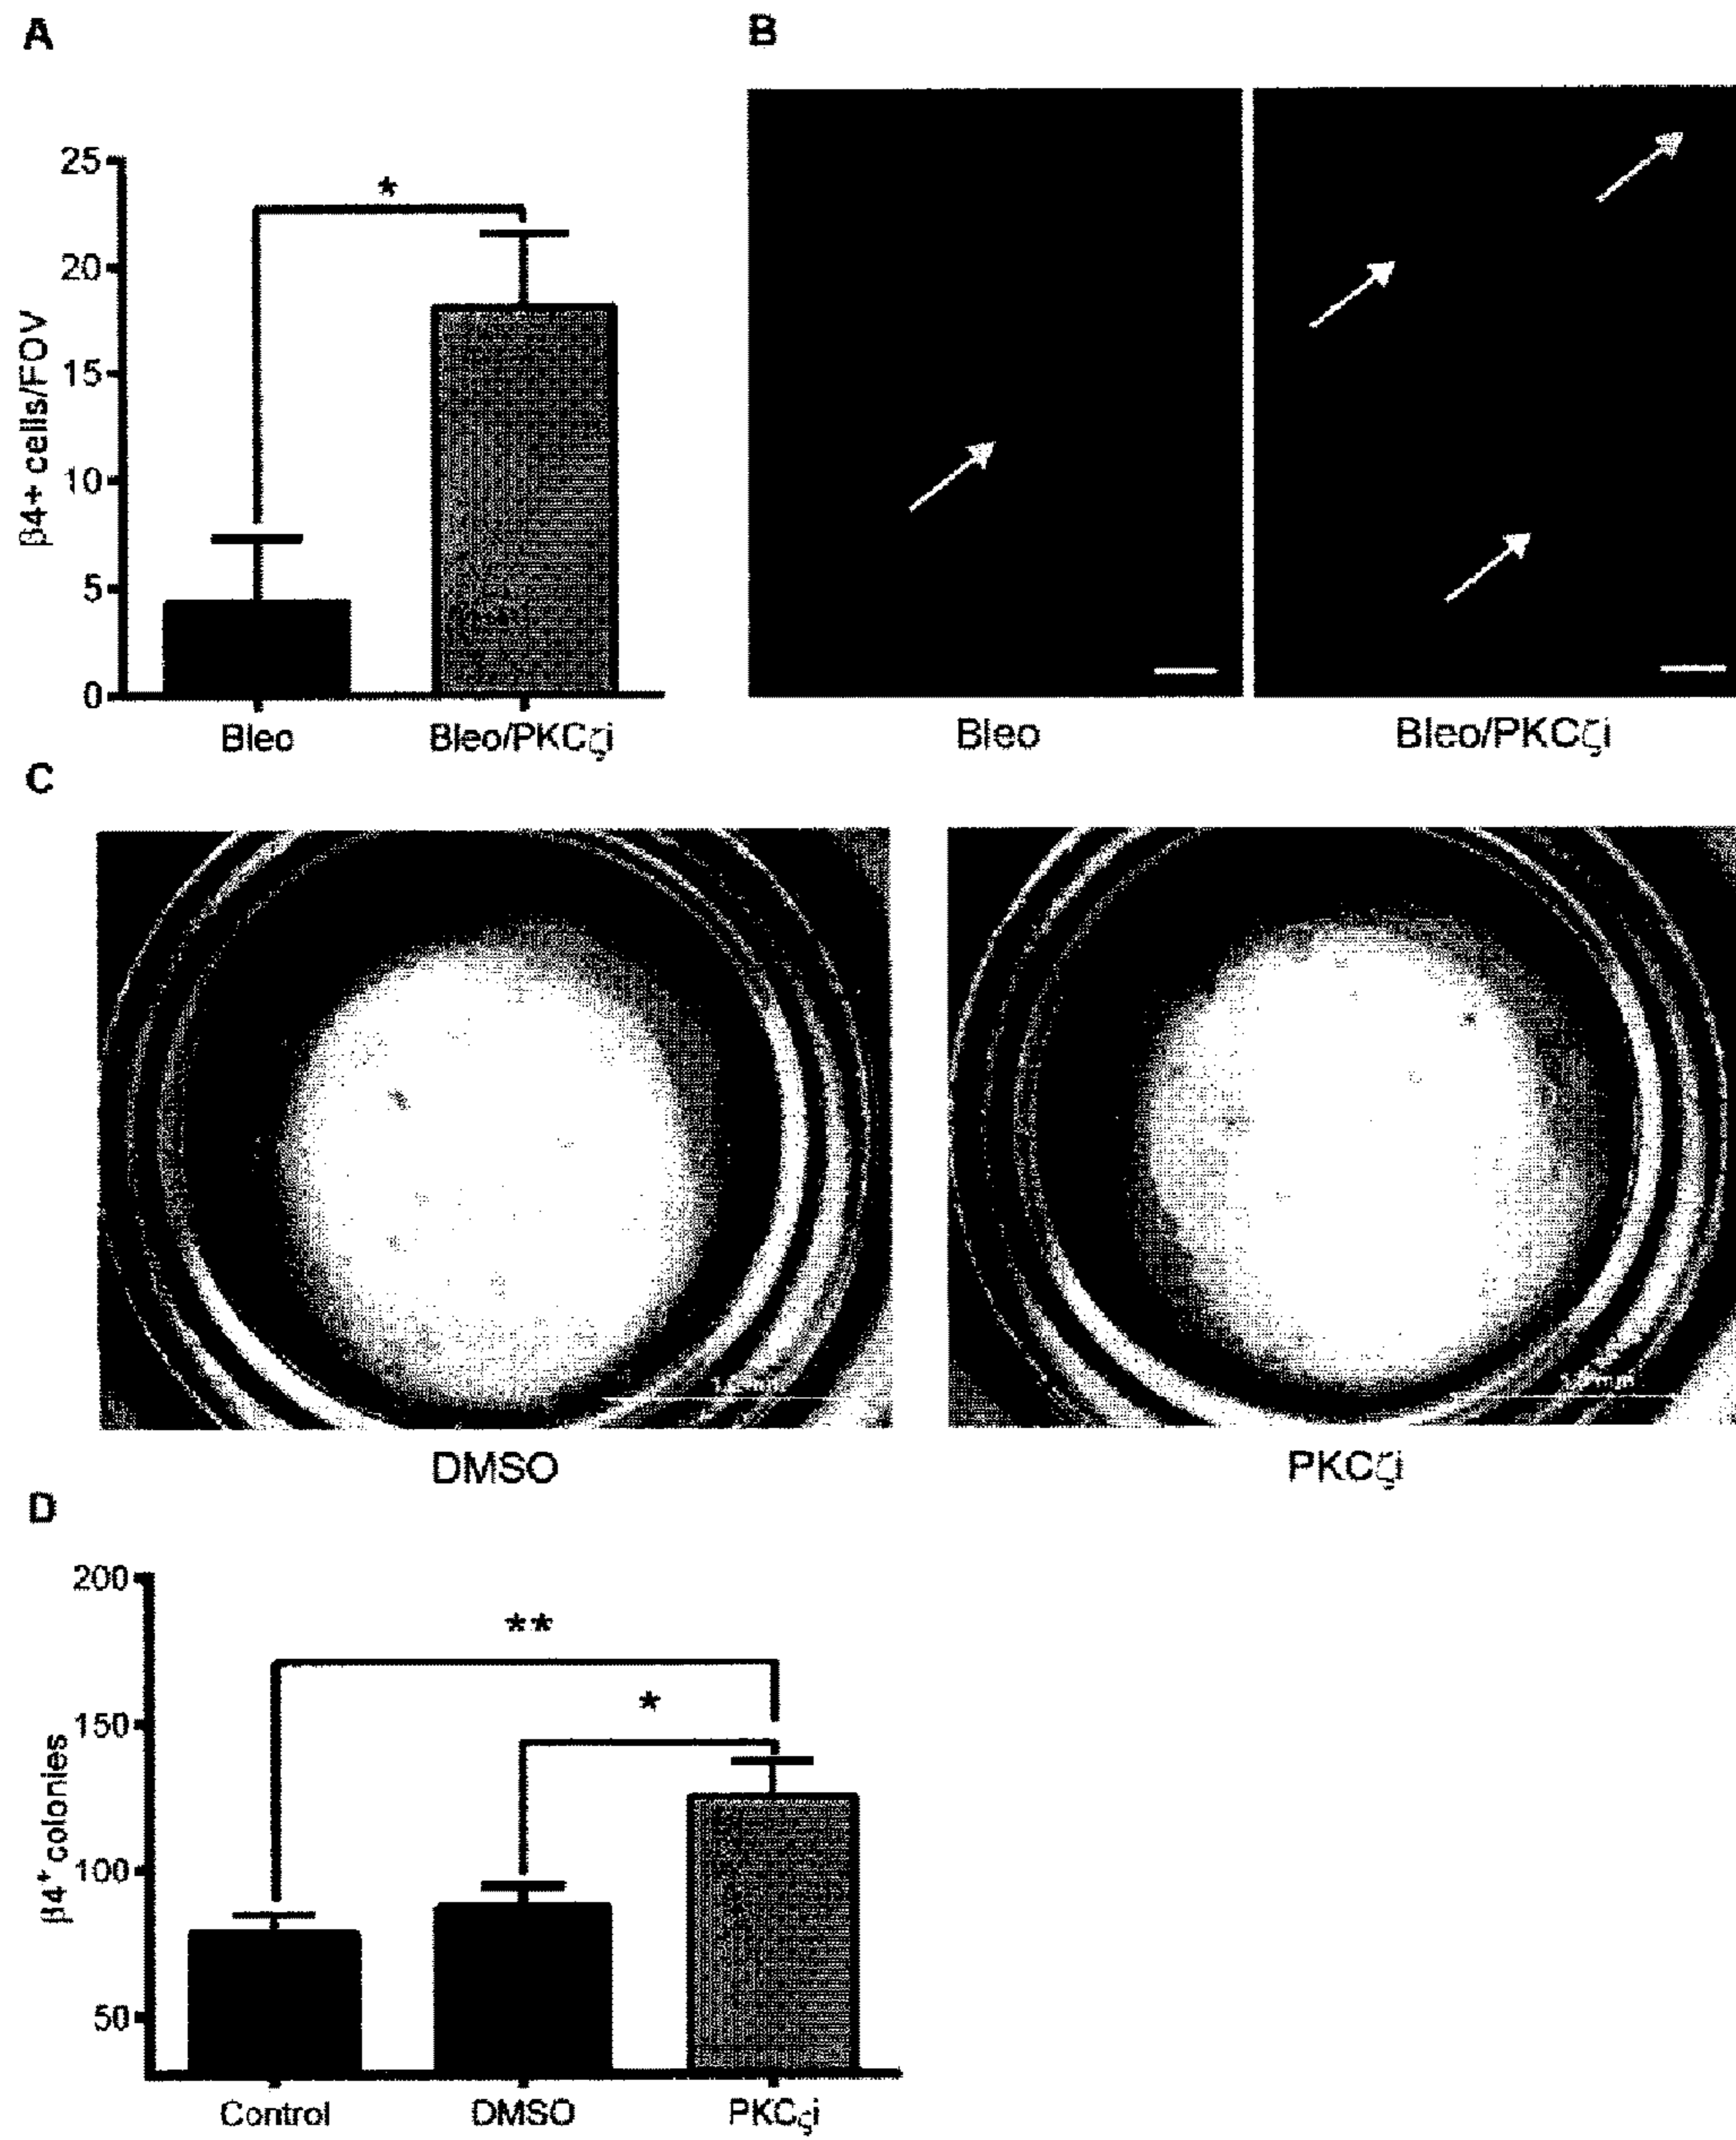 A
B
25
20
15
10
5
0
β4+ cells/FOV
*
Bleo
Bleo/PKCζi
Bleo
Bleo/PKCζi
C
DMSO
PKCζi
D
200
150
100
50
β4⁺ colonies
**
*
Control
DMSO
PKCζi